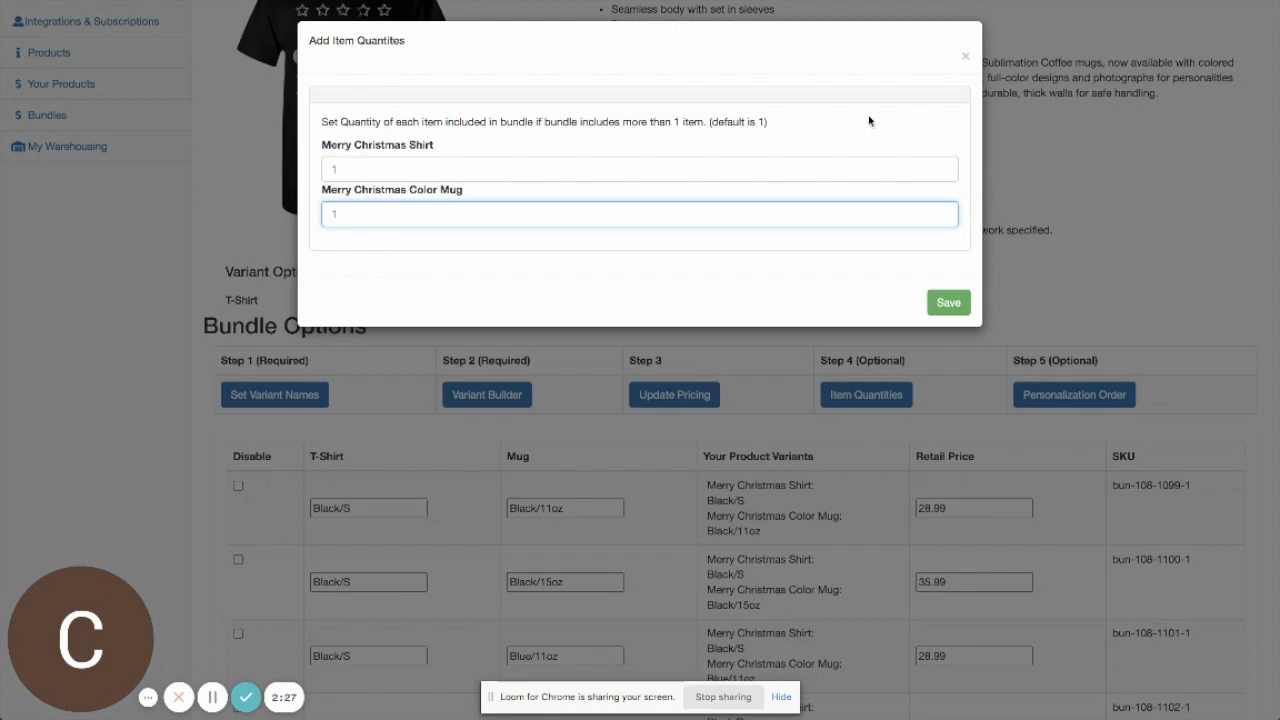 Integrations & Subscriptions
Products
$ Your Products
$ Bundles
My Warehousing
• Seamless body with set in sleeves
Sublimation Coffee mugs, now available with colored
full-color designs and photographs for personalities
durable, thick walls for safe handling.
work specified.
Add Item Quantites
×
Set Quantity of each item included in bundle if bundle includes more than 1 item. (default is 1)
Merry Christmas Shirt
1
Merry Christmas Color Mug
1
Save
Variant Opt
T-Shirt
Bundle Options
Step 1 (Required) Step 2 (Required) Step 3 Step 4 (Optional) Step 5 (Optional)
Set Variant Names Variant Builder Update Pricing Item Quantities Personalization Order
Disable T-Shirt Mug Your Product Variants Retail Price SKU
Black/S Black/11oz Merry Christmas Shirt: 28.99 bun-108-1099-1
Black/S
Merry Christmas Color Mug:
Black/11oz
Black/S Black/15oz Merry Christmas Shirt: 35.99 bun-108-1100-1
Black/S
Merry Christmas Color Mug:
Black/15oz
Black/S Blue/11oz Merry Christmas Shirt: 28.99 bun-108-1101-1
Black/S
Merry Christmas Color Mug:
Blue/11oz
bun-108-1102-1
C
2:27
Loom for Chrome is sharing your screen. Stop sharing Hide